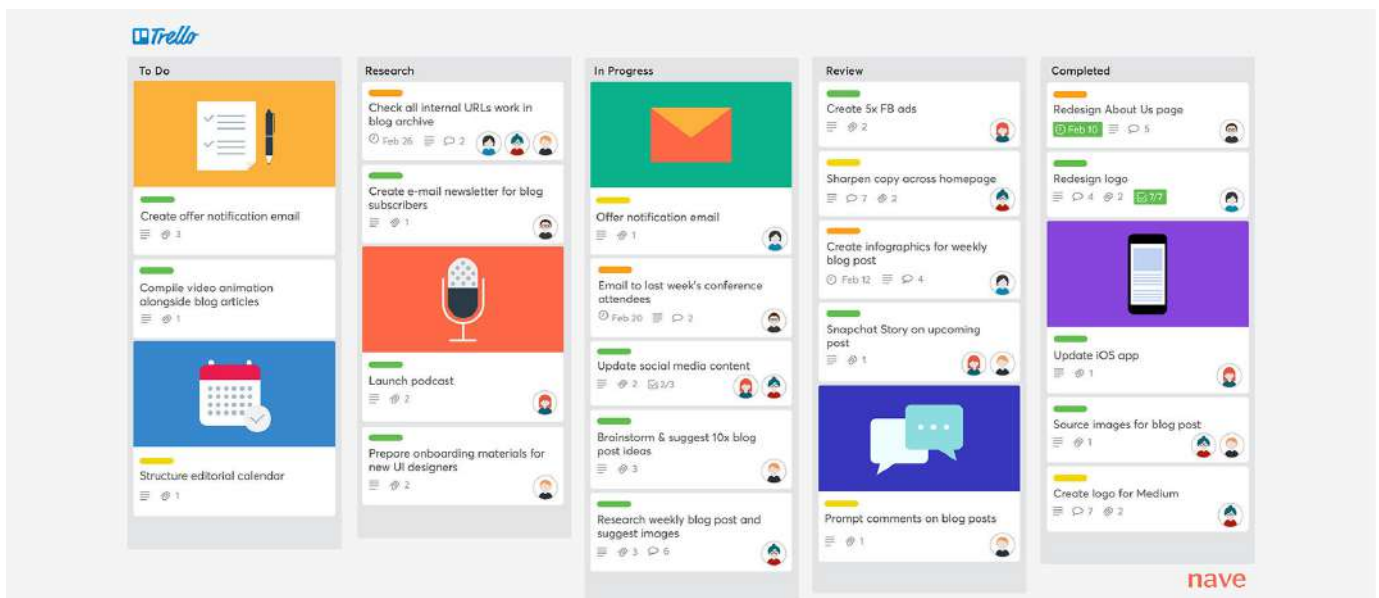 Trello
To Do
Create offer notification email
3
Compile video animation
alongside blog articles
1
Structure editorial calendar
1
Research
Check all internal URLs work in
blog archive
Feb 26 2
Create e-mail newsletter for blog
subscribers
1
Launch podcast
2
Prepare onboarding materials for
new UI designers
2
In Progress
Offer notification email
1
Email to last week's conference
attendees
Feb 20 2
Update social media content
2 2/3
Brainstorm & suggest 10x blog
post ideas
3
Research weekly blog post and
suggest images
3 6
Review
Create 5x FB ads
2
Sharpen copy across homepage
7 2
Create infographics for weekly
blog post
Feb 12 4
Snapchat Story on upcoming
post
1
Prompt comments on blog posts
1
Completed
Redesign About Us page
Feb 10 5
Redesign logo
4 2 7/7
Update iOS app
1
Source images for blog post
1
Create logo for Medium
7 2
nave